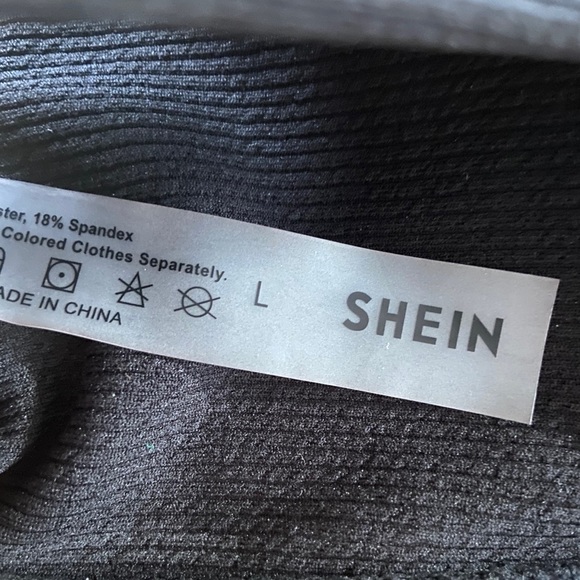 ster, 18% Spandex
Colored Clothes Separately.
L
SHEIN
ADE IN CHINA